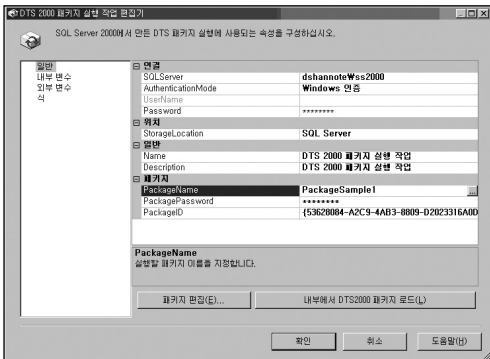 DTS 2000 패키지 실행 작업 편집기
SQL Server 2000에서 만든 DTS 패키지 실행에 사용되는 속성을 구성하십시오.
일반
내부 변수
외부 변수
식
연결
SQLServer dshannote₩ss2000
AuthenticationMode Windows 인증
UserName
Password ********
위치
StorageLocation SQL Server
일반
Name DTS 2000 패키지 실행 작업
Description DTS 2000 패키지 실행 작업
패키지
PackageName PackageSample1 ...
PackagePassword ********
PackageID {53628084-A2C9-4AB3-8809-D2023316A0D
PackageName
실행할 패키지 이름을 지정합니다.
패키지 편집(E)... 내부에서 DTS2000 패키지 로드(L)
확인 취소 도움말(H)